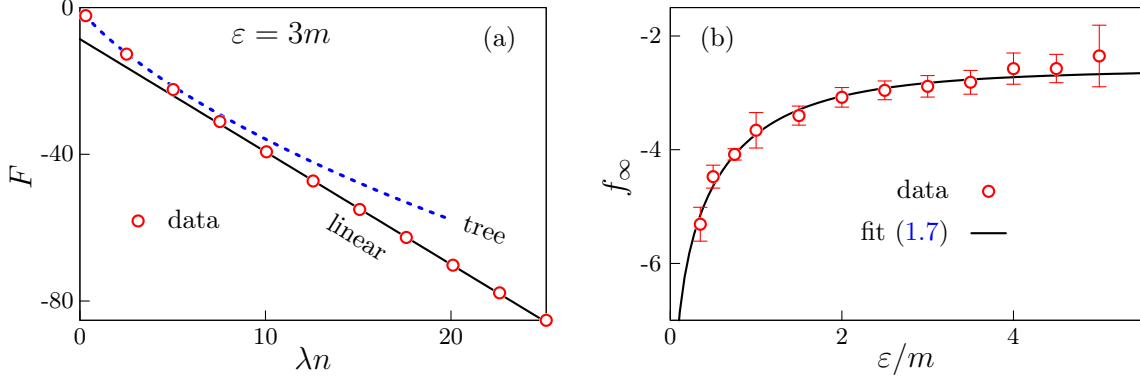 ε = 3m
(a)
F
0
-40
-80
data
linear
tree
0
10
20
λn
(b)
f∞
-2
-4
-6
data
fit (1.7)
0
2
4
ε/m